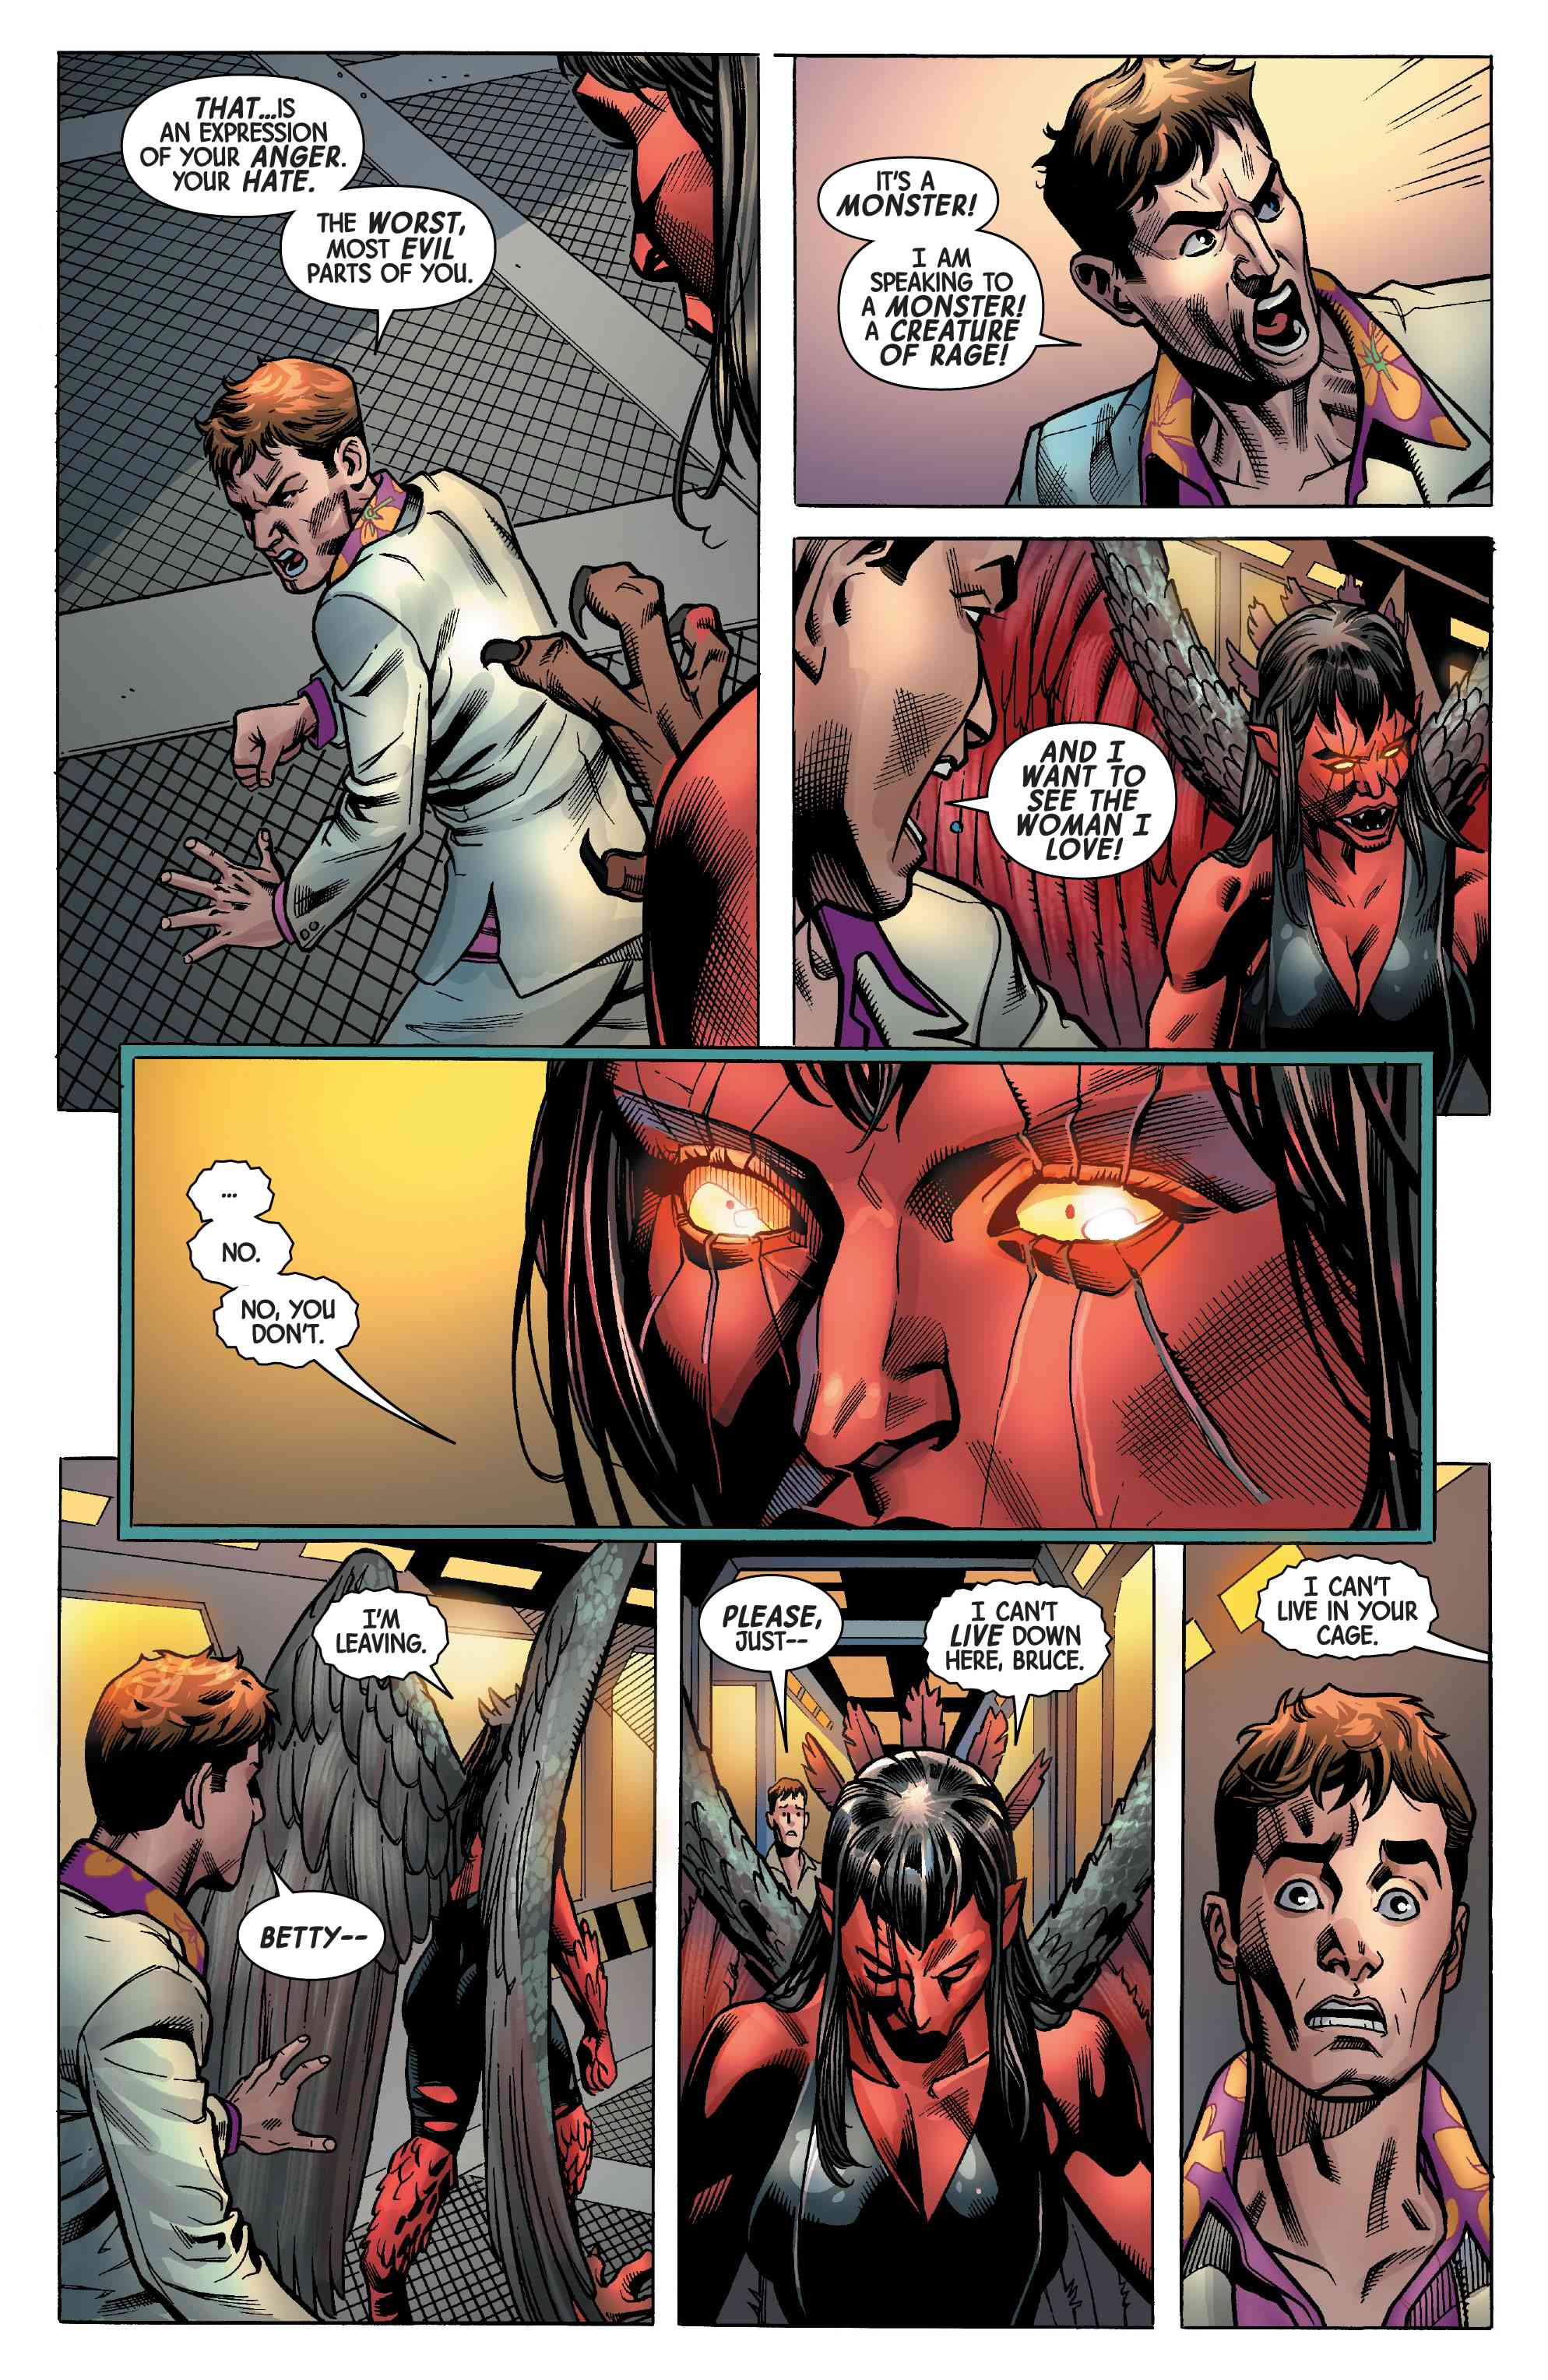 THAT...IS
AN EXPRESSION
OF YOUR ANGER.
YOUR HATE.
THE WORST,
MOST EVIL
PARTS OF YOU.
IT'S A
MONSTER!
I AM
SPEAKING TO
A MONSTER!
A CREATURE
OF RAGE!
AND I
WANT TO
SEE THE
WOMAN I
LOVE!
...
NO.
NO, YOU
DON'T.
I'M
LEAVING.
BETTY--
PLEASE,
JUST--
I CAN'T
LIVE DOWN
HERE, BRUCE.
I CAN'T
LIVE IN YOUR
CAGE.